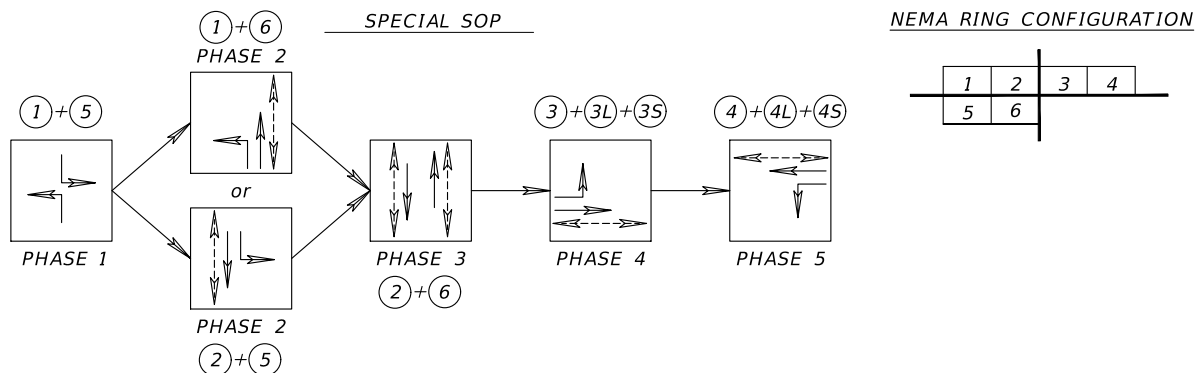 SPECIAL SOP
NEMA RING CONFIGURATION
1 + 6
PHASE 2
1 + 5
PHASE 1
or
PHASE 2
2 + 5
PHASE 3
2 + 6
3 + 3L + 3S
PHASE 4
4 + 4L + 4S
PHASE 5
1 2 3 4
5 6